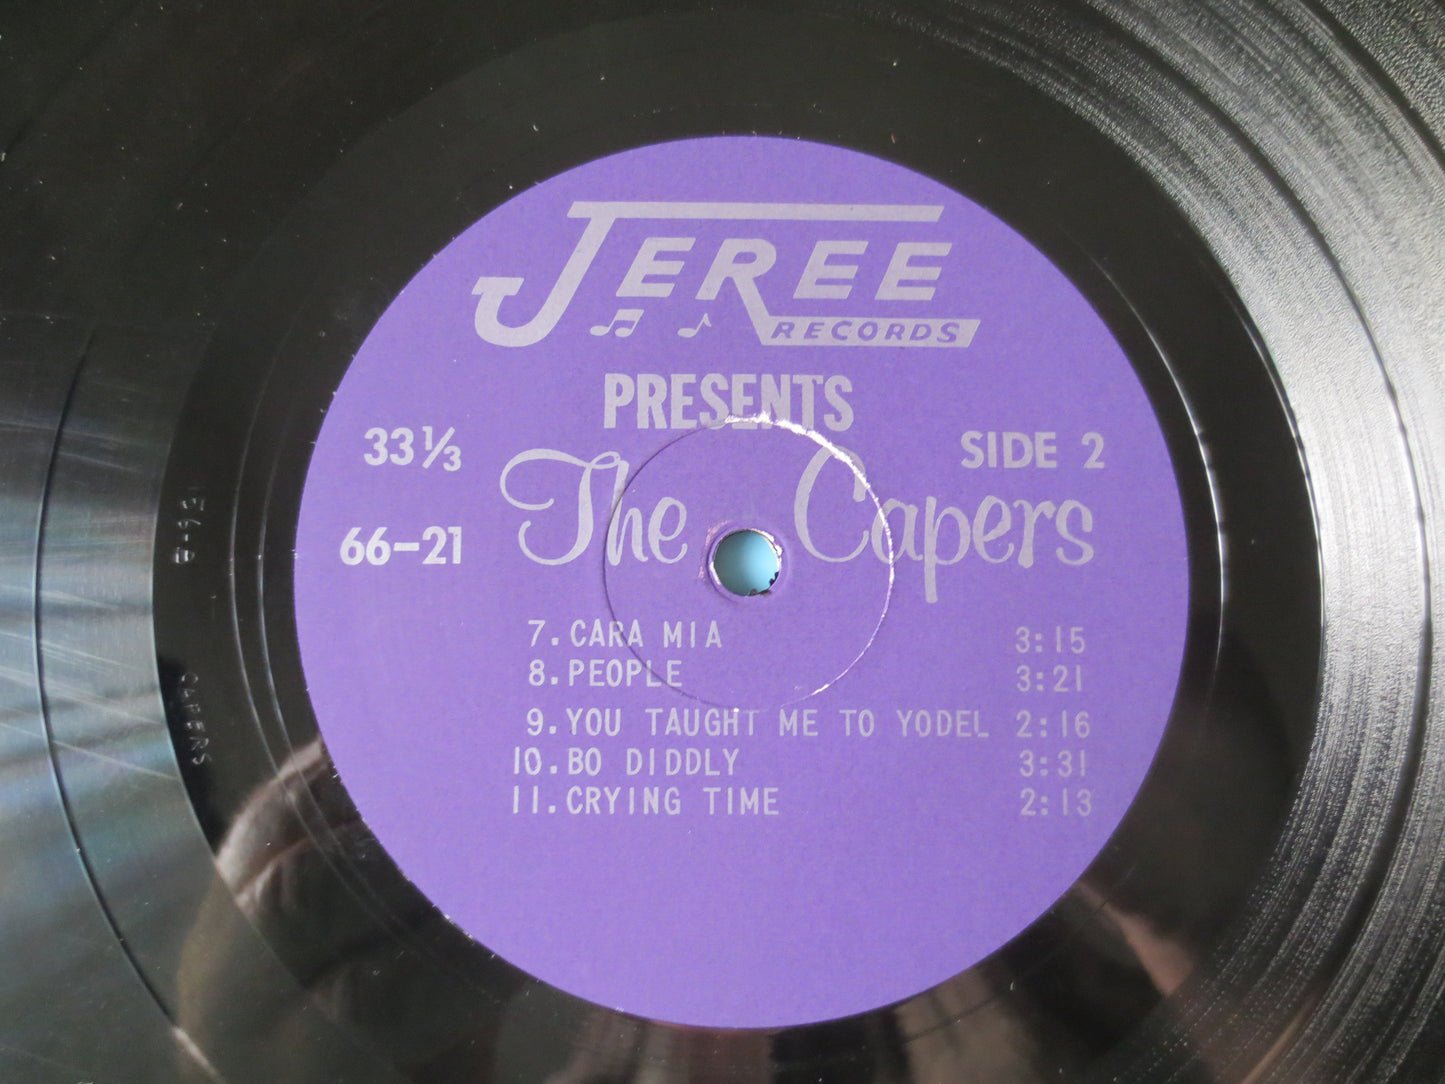 JEREE
RECORDS
PRESENTS
33 1/3
SIDE 2
The Capers
66-21
7. CARA MIA 3:15
8. PEOPLE 3:21
9. YOU TAUGHT ME TO YODEL 2:16
10. BO DIDDLY 3:31
11. CRYING TIME 2:13
CAPERS